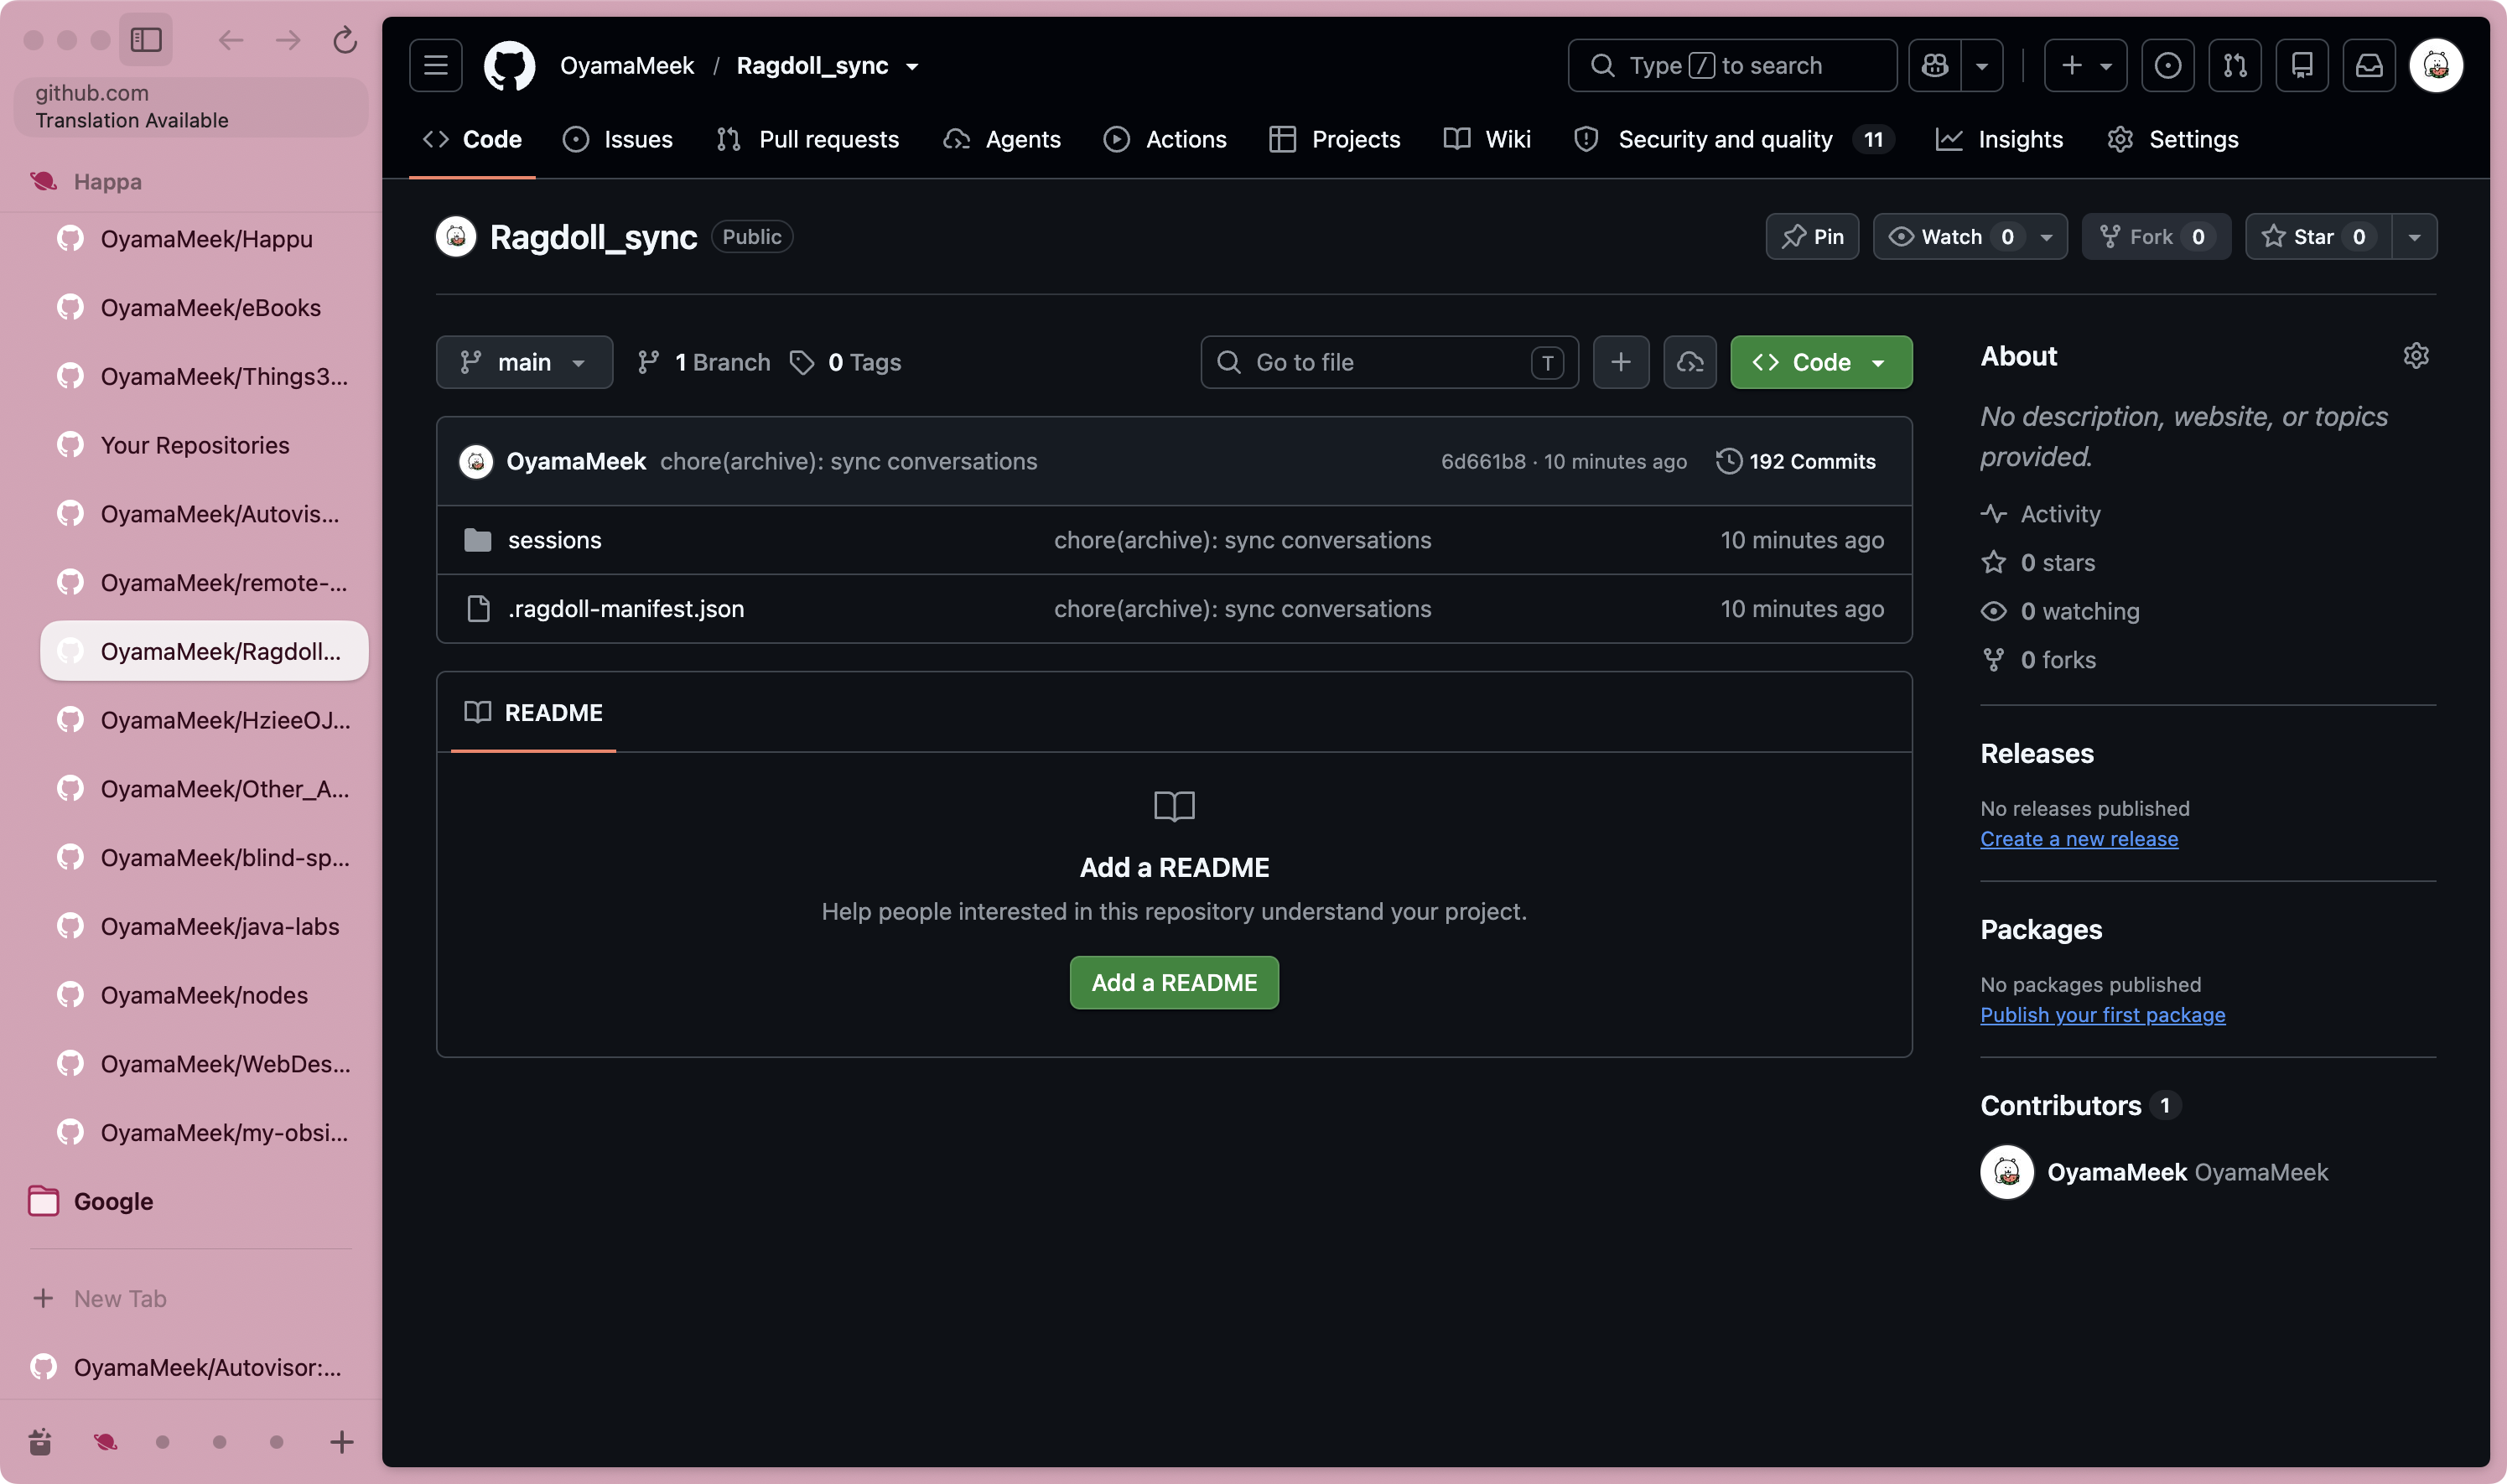 github.com
Translation Available
Happa
OyamaMeek/Happu
OyamaMeek/eBooks
OyamaMeek/Things3...
Your Repositories
OyamaMeek/Autovis...
OyamaMeek/remote-...
OyamaMeek/Ragdoll...
OyamaMeek/HzieeOJ...
OyamaMeek/Other_A...
OyamaMeek/blind-sp...
OyamaMeek/java-labs
OyamaMeek/nodes
OyamaMeek/WebDes...
OyamaMeek/my-obsi...
Google
New Tab
OyamaMeek/Autovisor:...
OyamaMeek / Ragdoll_sync
Type / to search
Code Issues Pull requests Agents Actions Projects Wiki Security and quality 11 Insights Settings
Ragdoll_sync Public
Pin Watch 0 Fork 0 Star 0
main 1 Branch 0 Tags Go to file T Code
OyamaMeek chore(archive): sync conversations 6d661b8 · 10 minutes ago 192 Commits
sessions chore(archive): sync conversations 10 minutes ago
.ragdoll-manifest.json chore(archive): sync conversations 10 minutes ago
README
Add a README
Help people interested in this repository understand your project.
Add a README
About
No description, website, or topics
provided.
Activity
0 stars
0 watching
0 forks
Releases
No releases published
Create a new release
Packages
No packages published
Publish your first package
Contributors 1
OyamaMeek OyamaMeek